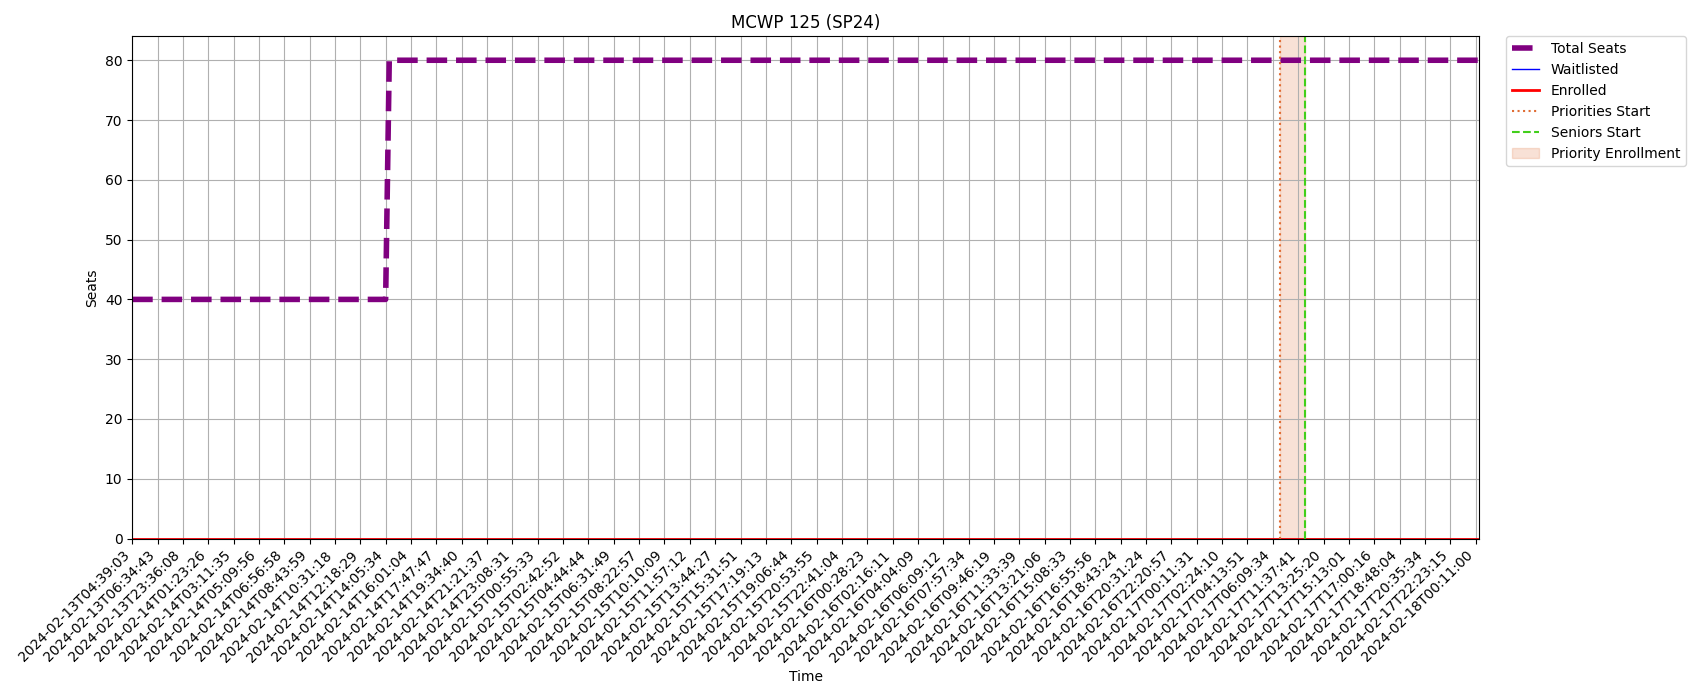 MCWP 125 (SP24)
Total Seats
Waitlisted
Enrolled
Priorities Start
Seniors Start
Priority Enrollment
Seats
80
70
60
50
40
30
20
10
0
2024-02-13T04:39:03
2024-02-13T06:34:43
2024-02-13T23:36:08
2024-02-14T01:23:26
2024-02-14T03:11:35
2024-02-14T05:09:56
2024-02-14T06:56:58
2024-02-14T08:43:59
2024-02-14T10:31:18
2024-02-14T12:18:29
2024-02-14T14:05:34
2024-02-14T16:01:04
2024-02-14T17:47:47
2024-02-14T19:34:40
2024-02-14T21:21:37
2024-02-14T23:08:31
2024-02-15T00:55:33
2024-02-15T02:42:52
2024-02-15T04:44:44
2024-02-15T06:31:49
2024-02-15T08:22:57
2024-02-15T10:10:09
2024-02-15T11:57:12
2024-02-15T13:44:27
2024-02-15T15:31:51
2024-02-15T17:19:13
2024-02-15T19:06:44
2024-02-15T20:53:55
2024-02-15T22:41:04
2024-02-16T00:28:23
2024-02-16T02:16:11
2024-02-16T04:04:09
2024-02-16T06:09:12
2024-02-16T07:57:34
2024-02-16T09:46:19
2024-02-16T11:33:39
2024-02-16T13:21:06
2024-02-16T15:08:33
2024-02-16T16:55:56
2024-02-16T18:43:24
2024-02-16T20:31:24
2024-02-16T22:20:57
2024-02-17T00:11:31
2024-02-17T02:24:10
2024-02-17T04:13:51
2024-02-17T06:09:34
2024-02-17T11:37:41
2024-02-17T13:25:20
2024-02-17T15:13:01
2024-02-17T17:00:16
2024-02-17T18:48:04
2024-02-17T20:35:34
2024-02-17T22:23:15
2024-02-18T00:11:00
Time